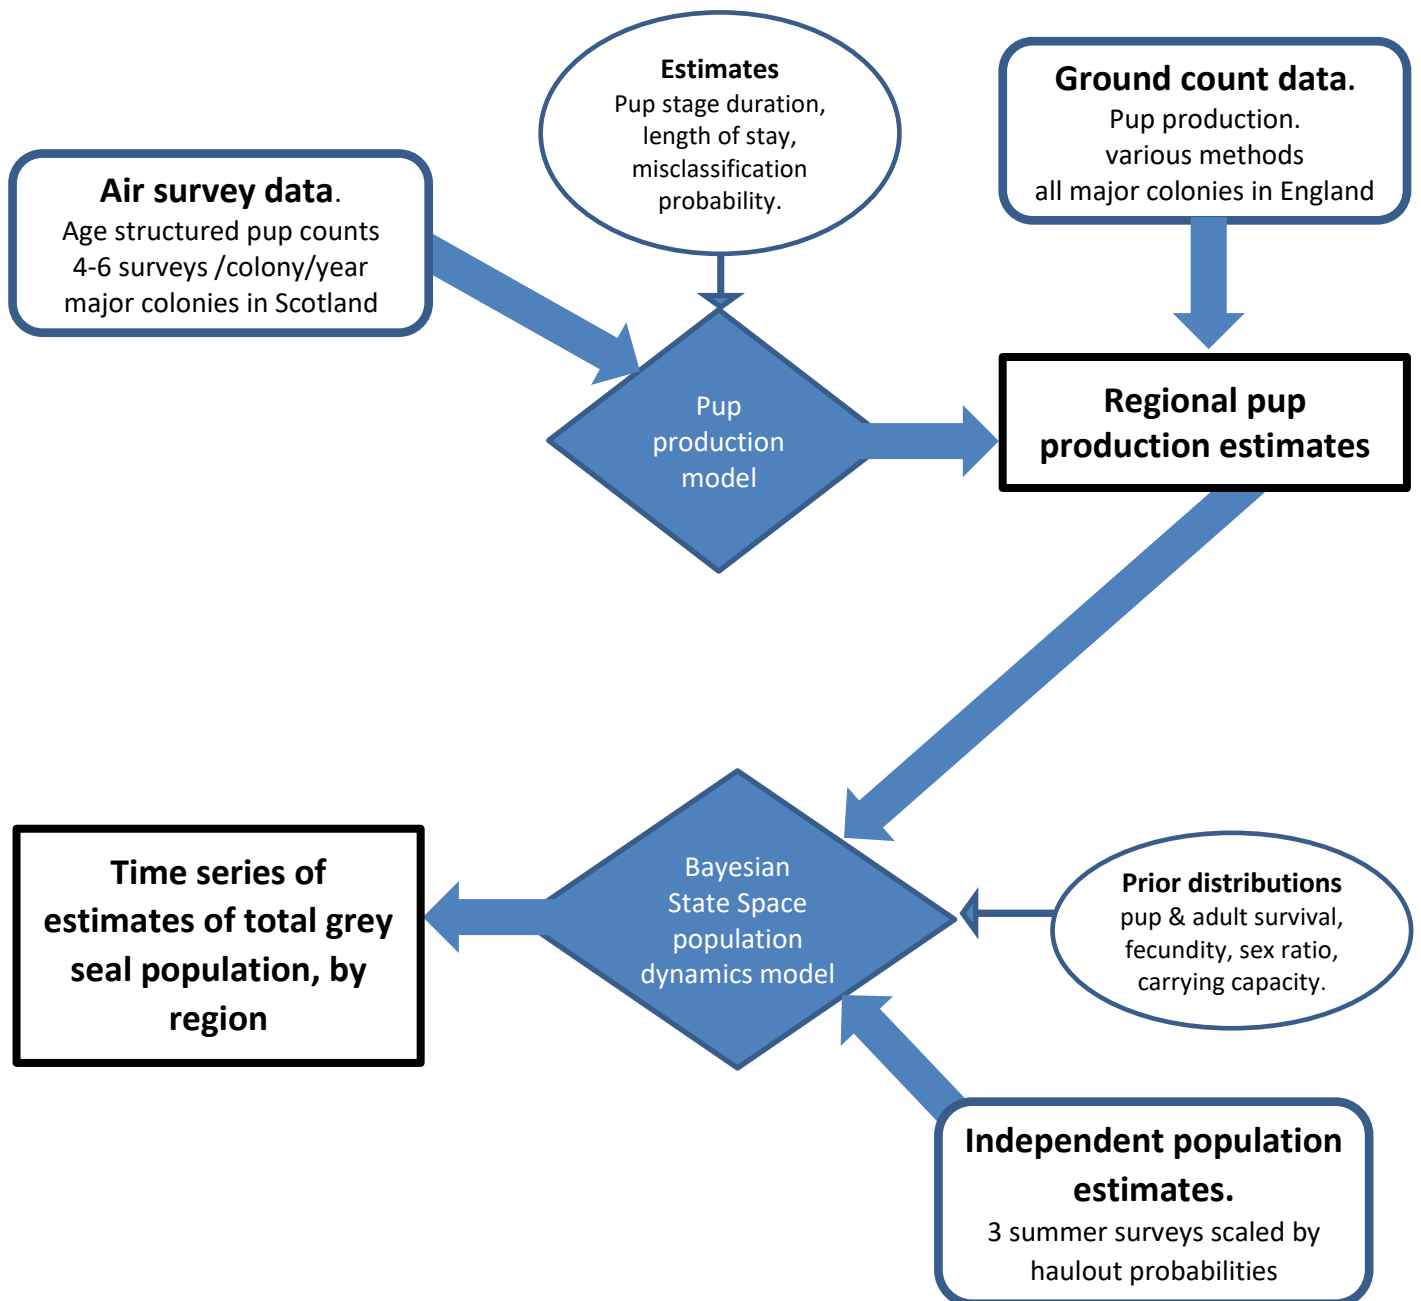 Estimates
Pup stage duration,
length of stay,
misclassification
probability.
Ground count data.
Pup production.
various methods
all major colonies in England
Air survey data.
Age structured pup counts
4-6 surveys /colony/year
major colonies in Scotland
Pup
production
model
Regional pup
production estimates
Time series of
estimates of total grey
seal population, by
region
Bayesian
State Space
population
dynamics model
Prior distributions
pup & adult survival,
fecundity, sex ratio,
carrying capacity.
Independent population
estimates.
3 summer surveys scaled by
haulout probabilities